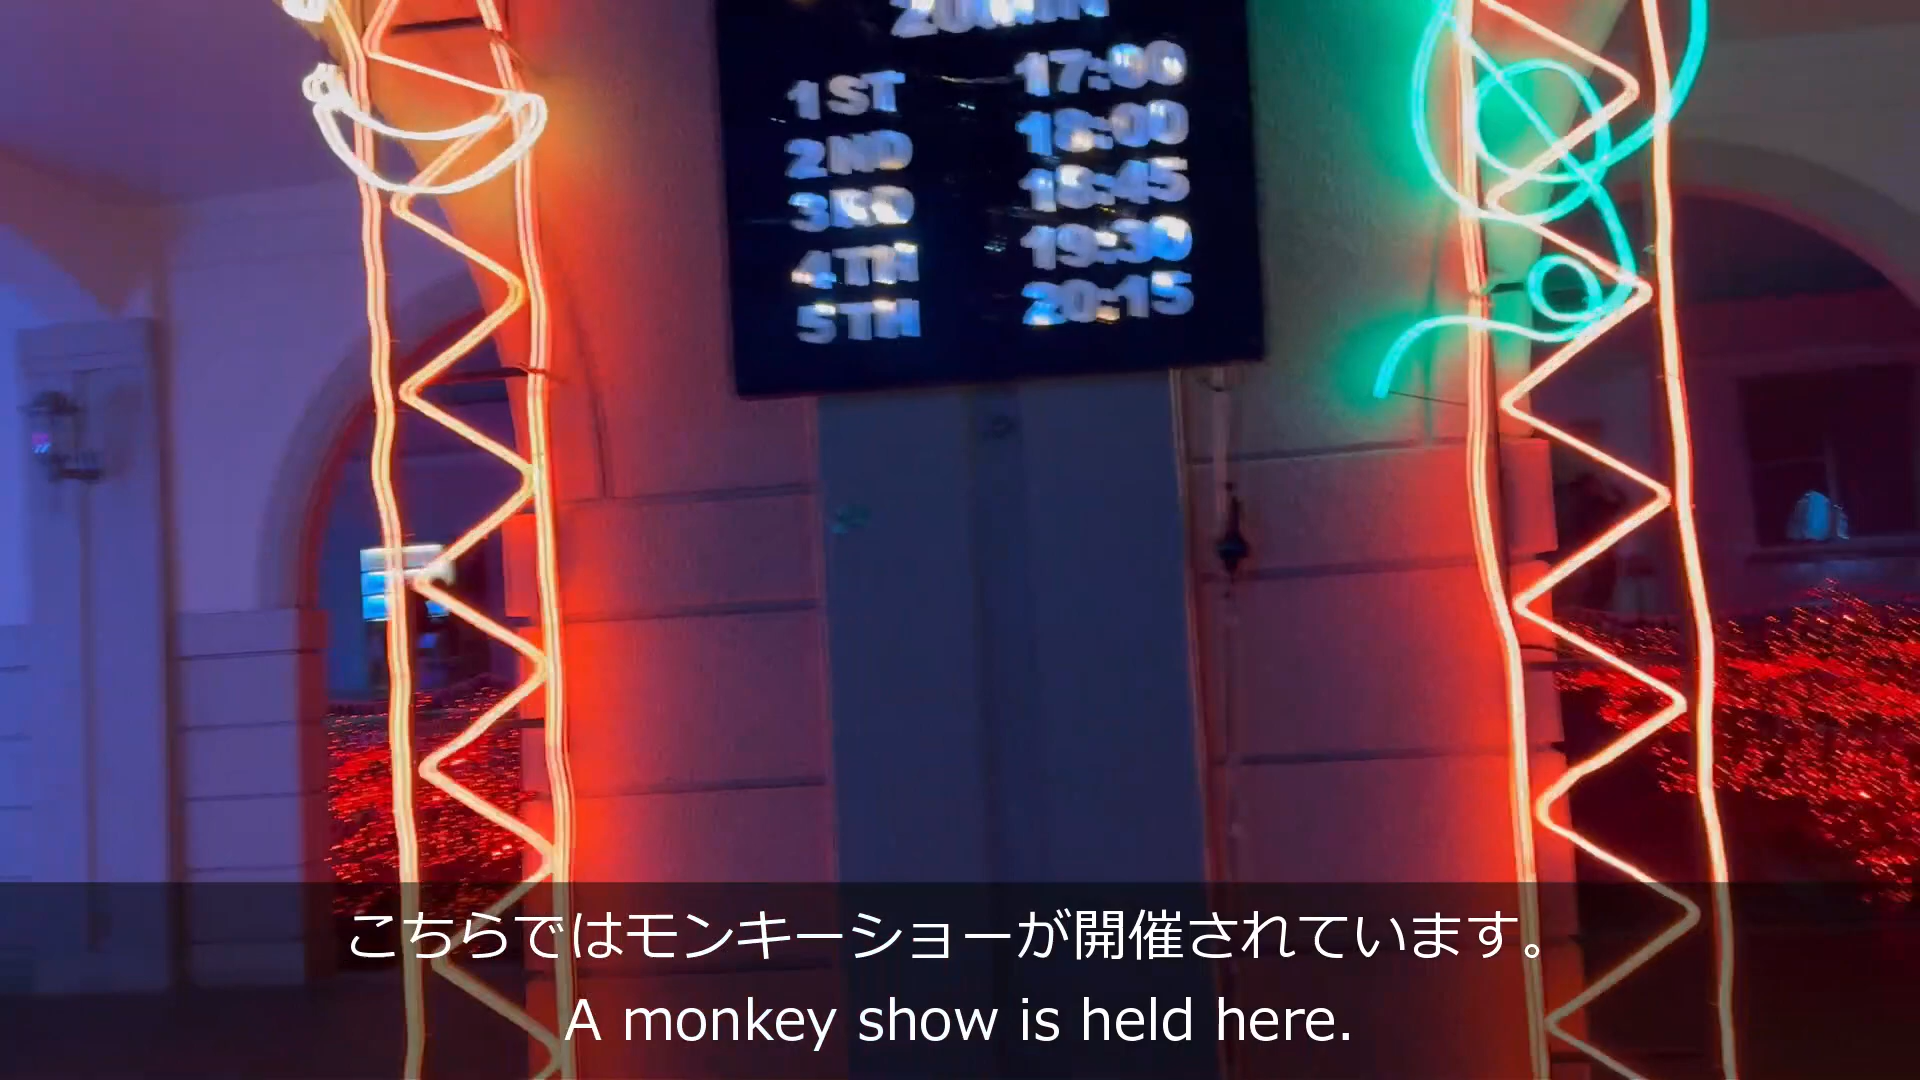 1ST 17:00
2ND 18:00
3RD 18:45
4TH 19:30
5TH 20:15
こちらではモンキーショーが開催されています。
A monkey show is held here.